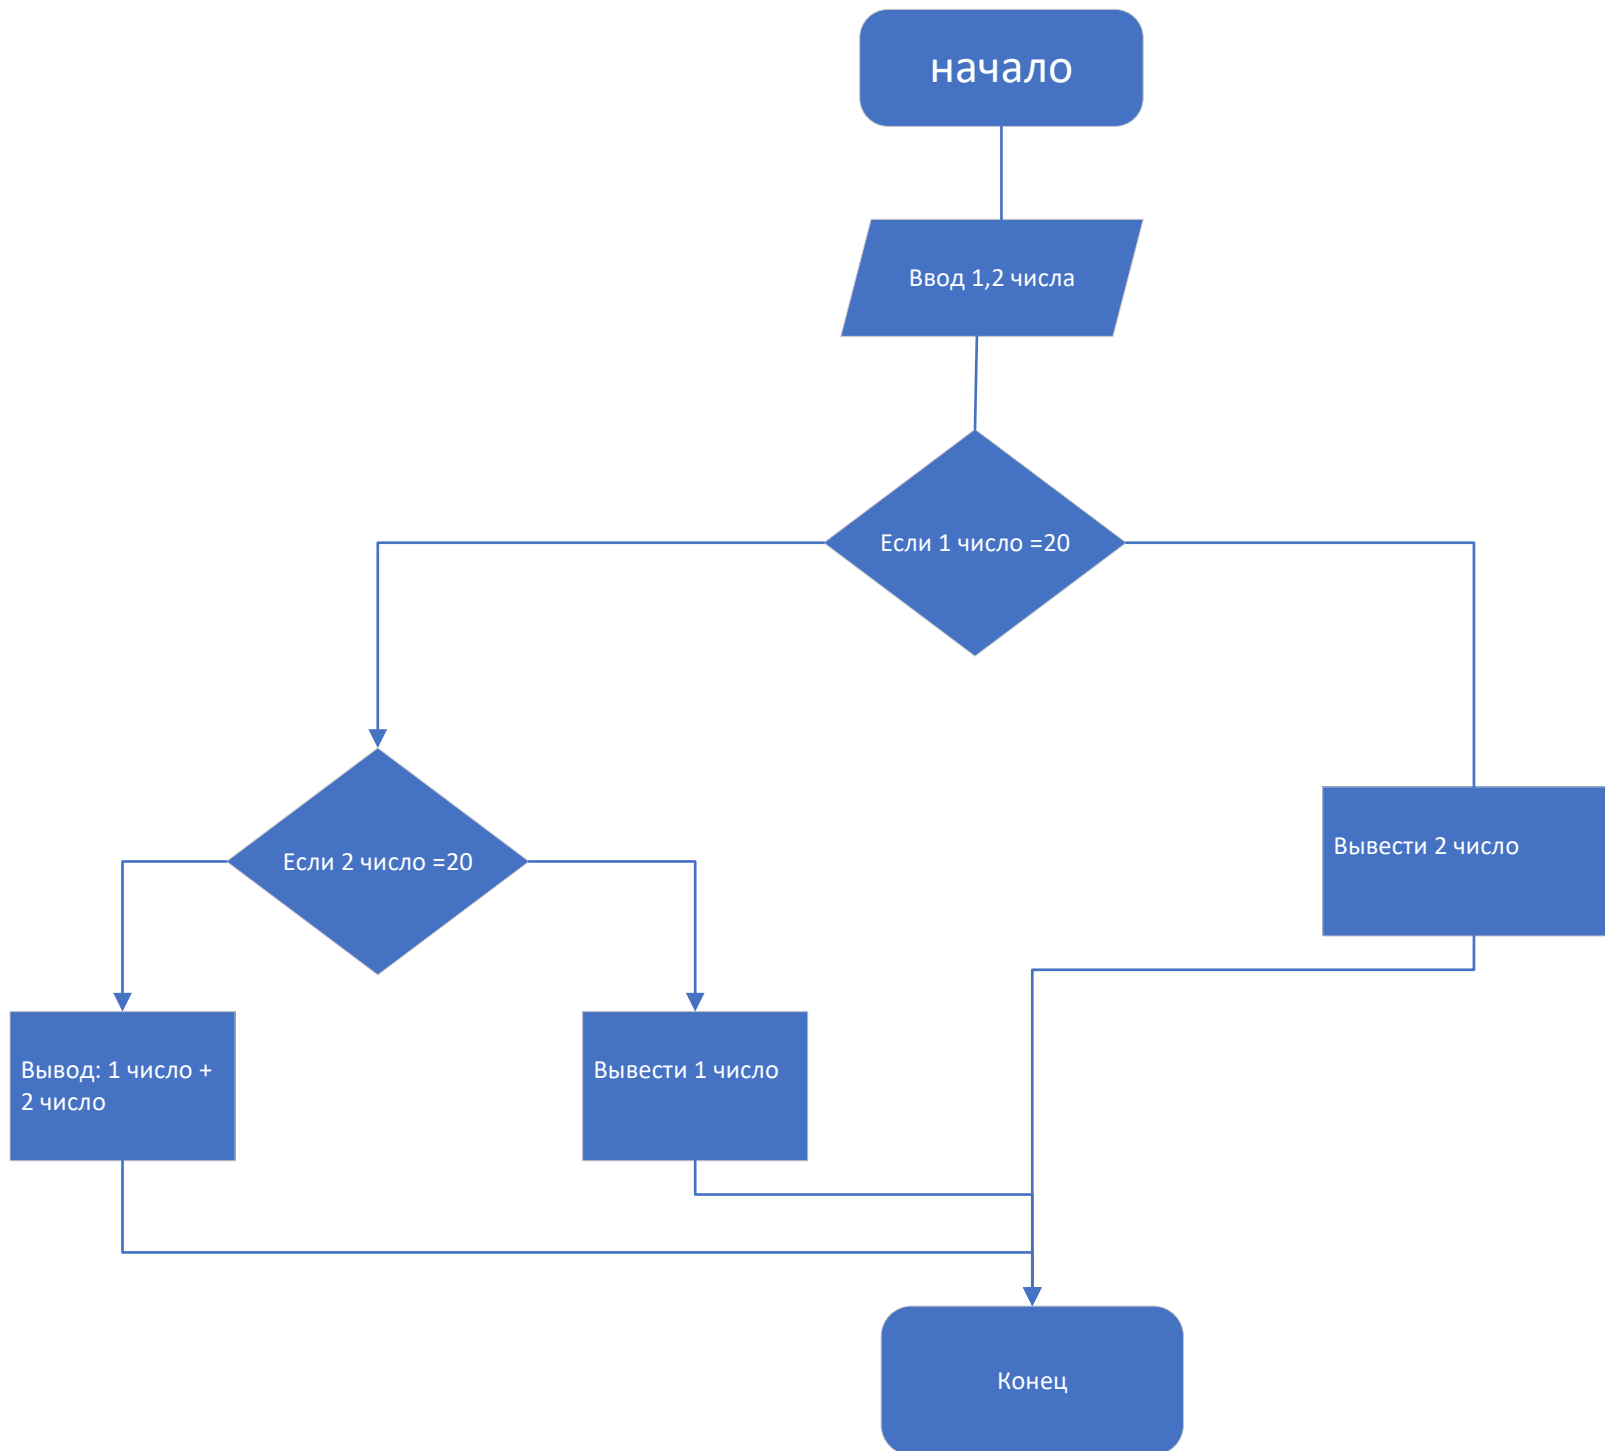 начало
Ввод 1,2 числа
Если 1 число =20
Если 2 число =20
Вывести 2 число
Вывод: 1 число +
2 число
Вывести 1 число
Конец